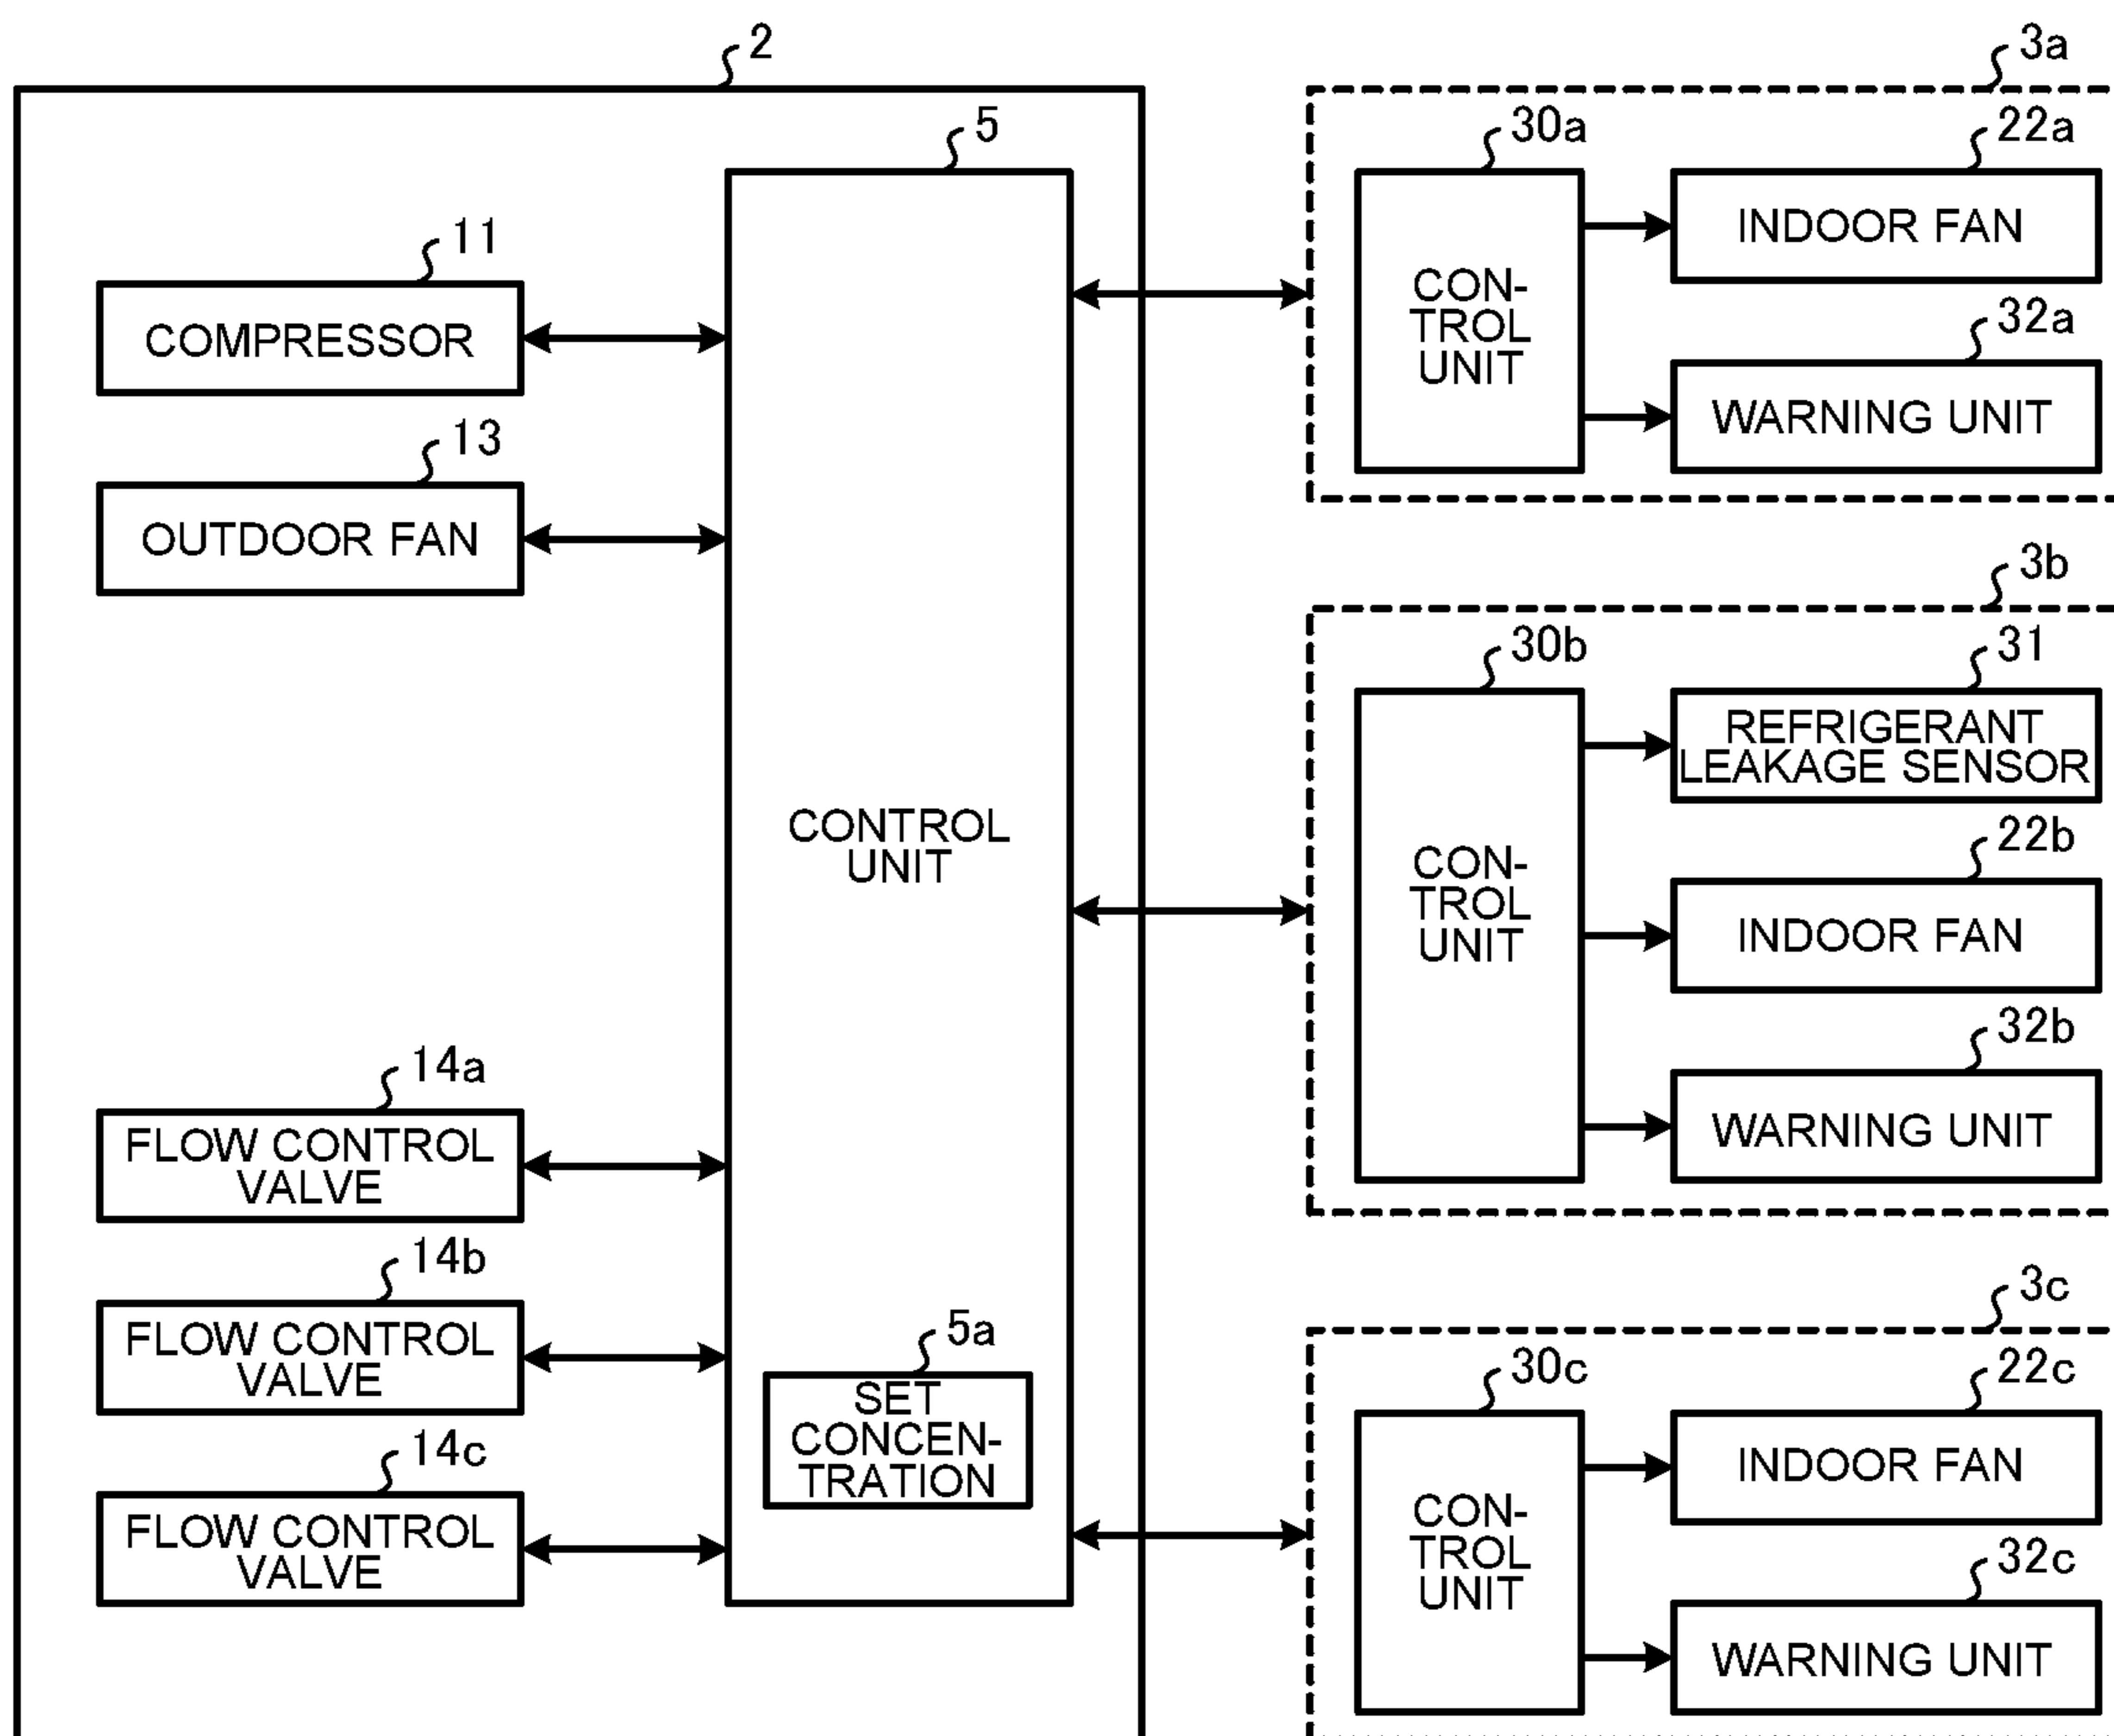 2
5
11
COMPRESSOR
13
OUTDOOR FAN
14a
FLOW CONTROL
VALVE
14b
FLOW CONTROL
VALVE
14c
FLOW CONTROL
VALVE
CONTROL
UNIT
5a
SET
CONCEN-
TRATION
3a
30a
CON-
TROL
UNIT
22a
INDOOR FAN
32a
WARNING UNIT
3b
30b
CON-
TROL
UNIT
31
REFRIGERANT
LEAKAGE SENSOR
22b
INDOOR FAN
32b
WARNING UNIT
3c
30c
CON-
TROL
UNIT
22c
INDOOR FAN
32c
WARNING UNIT